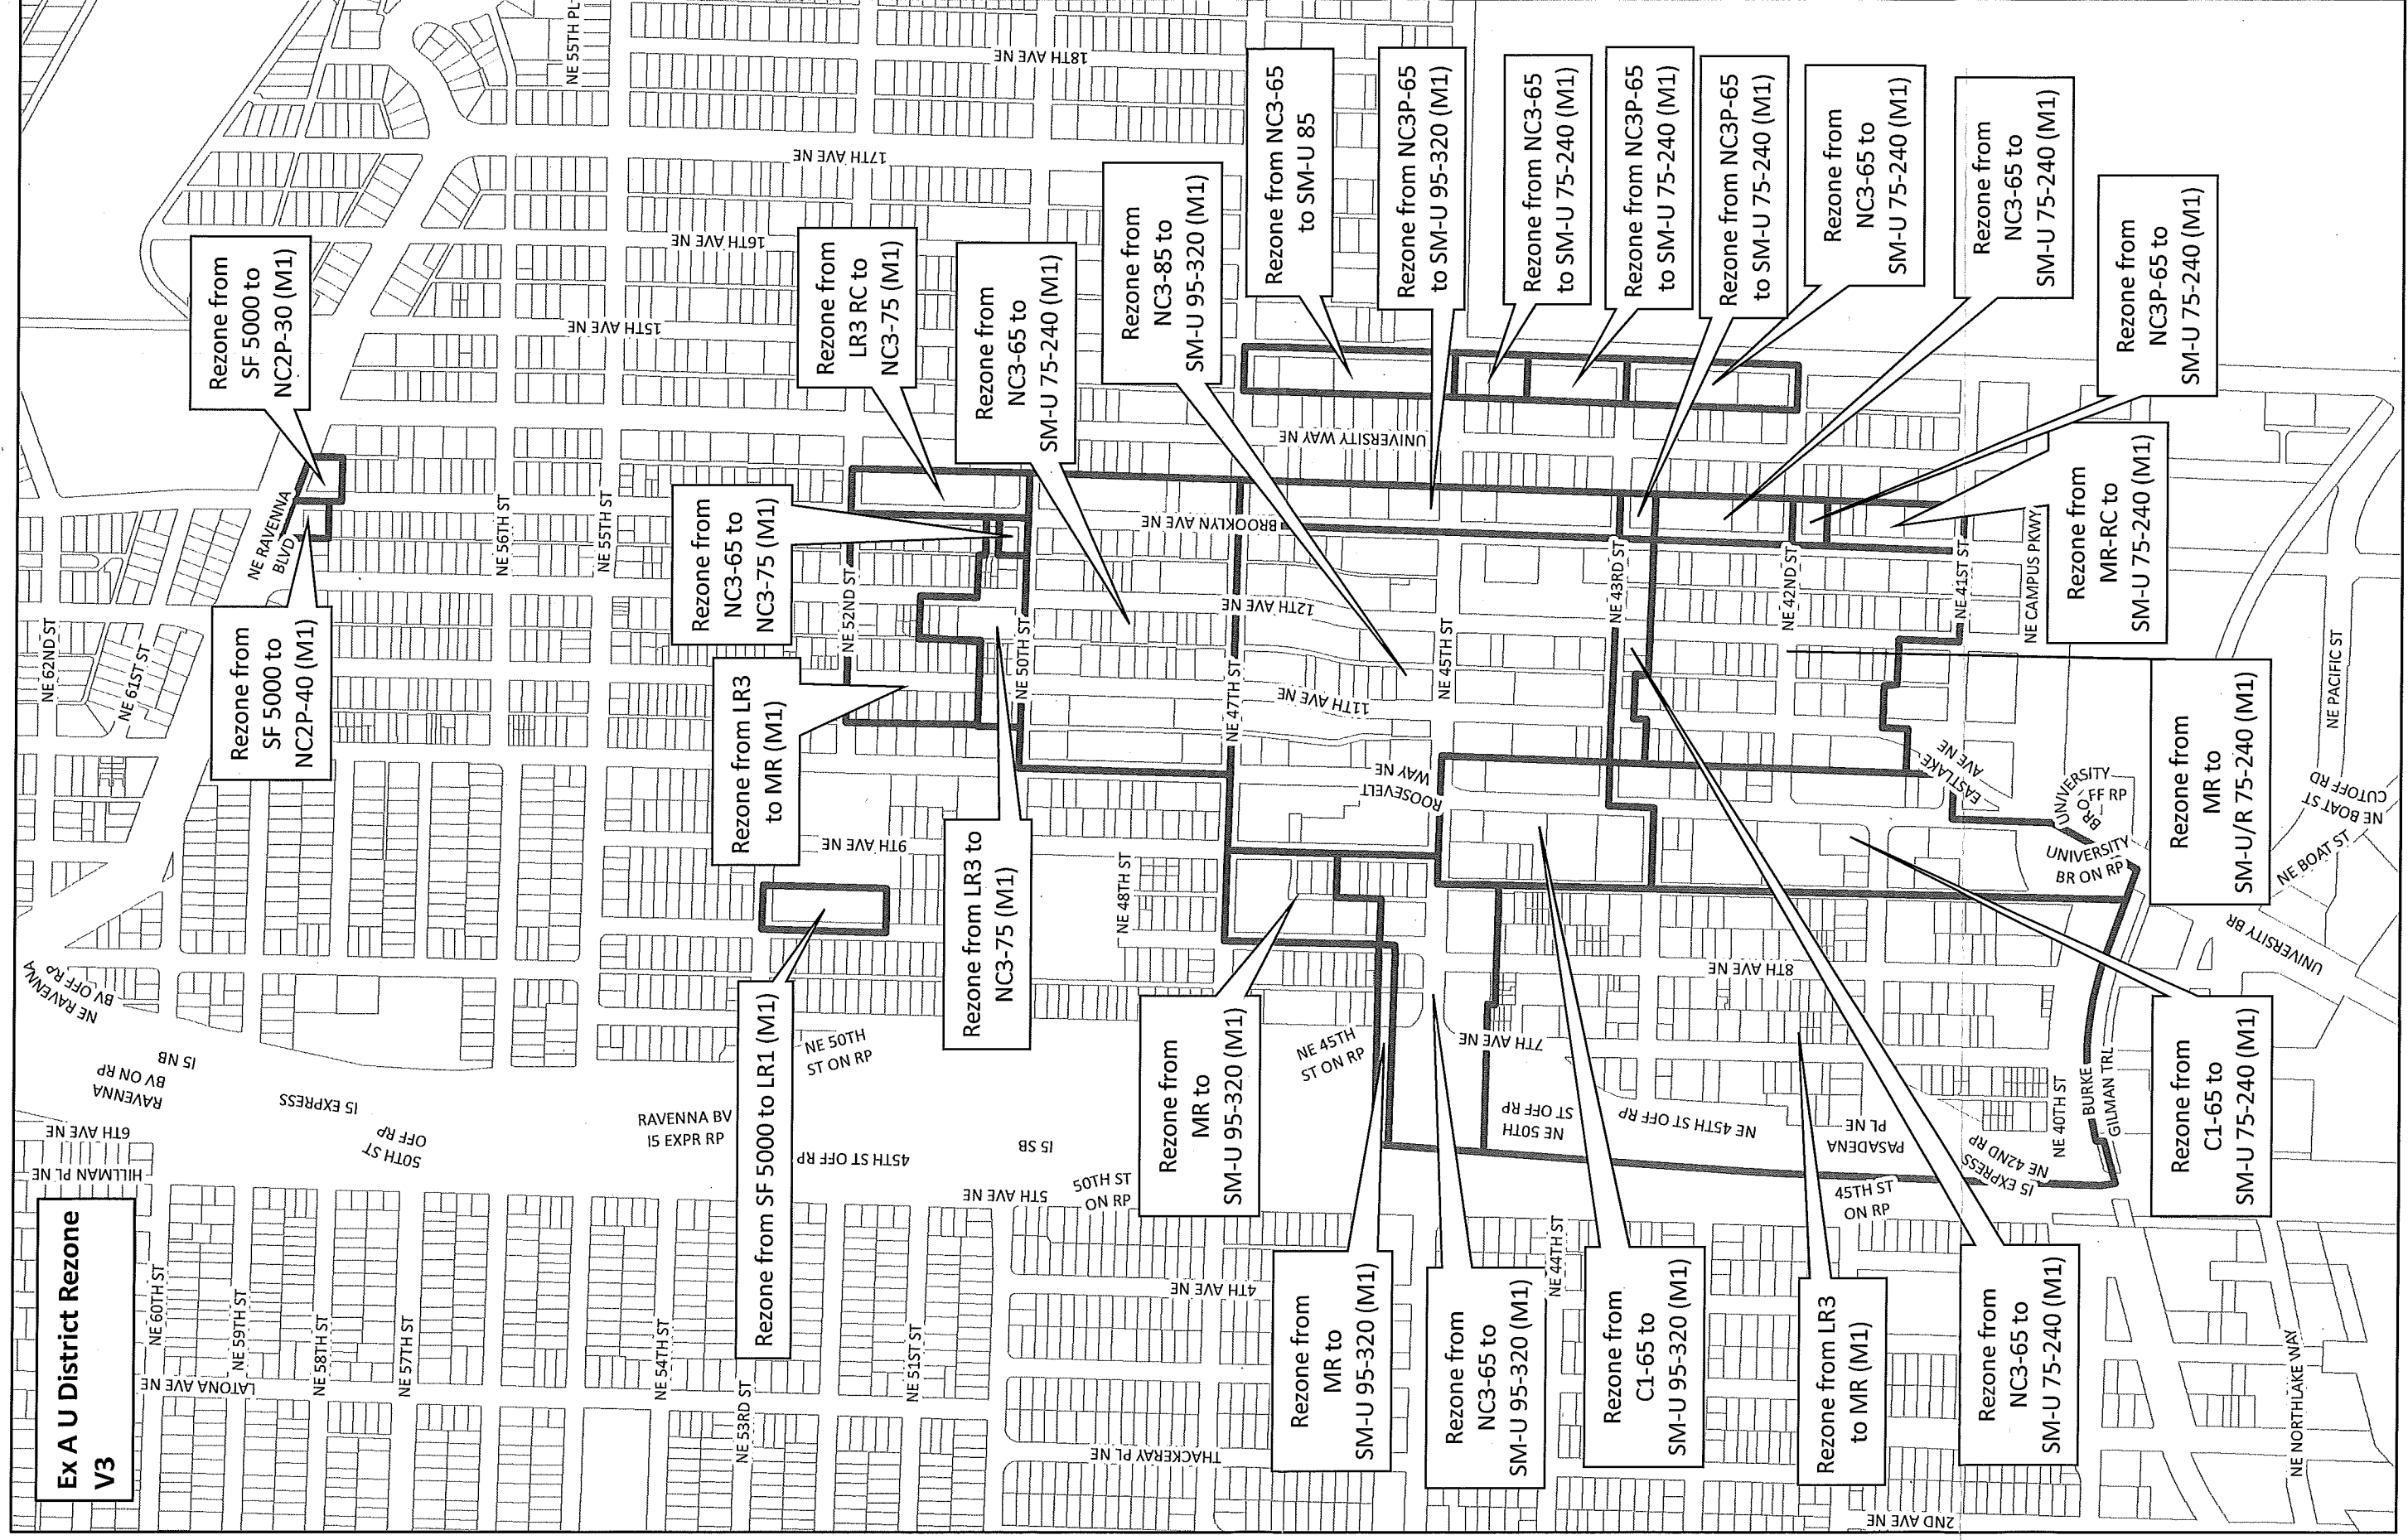 Ex A U District Rezone
V3
Rezone from
SF 5000 to
NC2P-30 (M1)
Rezone from
SF 5000 to
NC2P-40 (M1)
Rezone from
LR3 RC to
NC3-75 (M1)
Rezone from
NC3-65 to
NC3-75 (M1)
Rezone from LR3
to MR (M1)
Rezone from SF 5000 to LR1 (M1)
Rezone from LR3 to
NC3-75 (M1)
Rezone from
NC3-65 to
SM-U 75-240 (M1)
Rezone from
NC3-85 to
SM-U 95-320 (M1)
Rezone from
MR to
SM-U 95-320 (M1)
Rezone from NC3-65
to SM-U 85
Rezone from NC3P-65
to SM-U 95-320 (M1)
Rezone from NC3-65
to SM-U 75-240 (M1)
Rezone from NC3P-65
to SM-U 75-240 (M1)
Rezone from NC3P-65
to SM-U 75-240 (M1)
Rezone from
NC3-65 to
SM-U 75-240 (M1)
Rezone from
NC3-65 to
SM-U 75-240 (M1)
Rezone from
NC3P-65 to
SM-U 75-240 (M1)
Rezone from
MR-RC to
SM-U 75-240 (M1)
Rezone from
MR to
SM-U/R 75-240 (M1)
Rezone from
C1-65 to
SM-U 75-240 (M1)
Rezone from
MR to
SM-U 95-320 (M1)
Rezone from
NC3-65 to
SM-U 95-320 (M1)
Rezone from
C1-65 to
SM-U 95-320 (M1)
Rezone from LR3
to MR (M1)
Rezone from
NC3-65 to
SM-U 75-240 (M1)
NE 62ND ST
NE 61ST ST
NE 60TH ST
NE 59TH ST
NE 58TH ST
NE 57TH ST
NE 56TH ST
NE 55TH ST
NE 55TH PL
NE 54TH ST
NE 53RD ST
NE 52ND ST
NE 51ST ST
NE 50TH ST
NE 48TH ST
NE 47TH ST
NE 45TH ST
NE 44TH ST
NE 43RD ST
NE 42ND ST
NE 41ST ST
NE 40TH ST
NE CAMPUS PKWY
NE PACIFIC ST
NE NORTHLAKE WAY
NE BOAT ST
NE BOAT ST
CUTOFF RD
NE RAVENNA
BLVD
NE RAVENNA
BV OFF RP
I5 NB
RAVENNA
BV ON RP
I5 EXPRESS
50TH ST
OFF RP
RAVENNA BV
I5 EXPR RP
NE 50TH
ST ON RP
45TH ST OFF RP
I5 SB
50TH ST
ON RP
NE 45TH
ST ON RP
NE 50TH
ST OFF RP
NE 45TH ST OFF RP
PASADENA
PL NE
45TH ST
ON RP
I5 EXPRESS
NE 42ND RP
BURKE
GILMAN TRL
UNIVERSITY
BR OFF RP
UNIVERSITY
BR ON RP
UNIVERSITY BR
EASTLAKE
AVE NE
ROOSEVELT
WAY NE
HILLMAN PL NE
6TH AVE NE
LATONA AVE NE
THACKERAY PL NE
2ND AVE NE
4TH AVE NE
5TH AVE NE
7TH AVE NE
8TH AVE NE
9TH AVE NE
11TH AVE NE
12TH AVE NE
BROOKLYN AVE NE
UNIVERSITY WAY NE
15TH AVE NE
16TH AVE NE
17TH AVE NE
18TH AVE NE